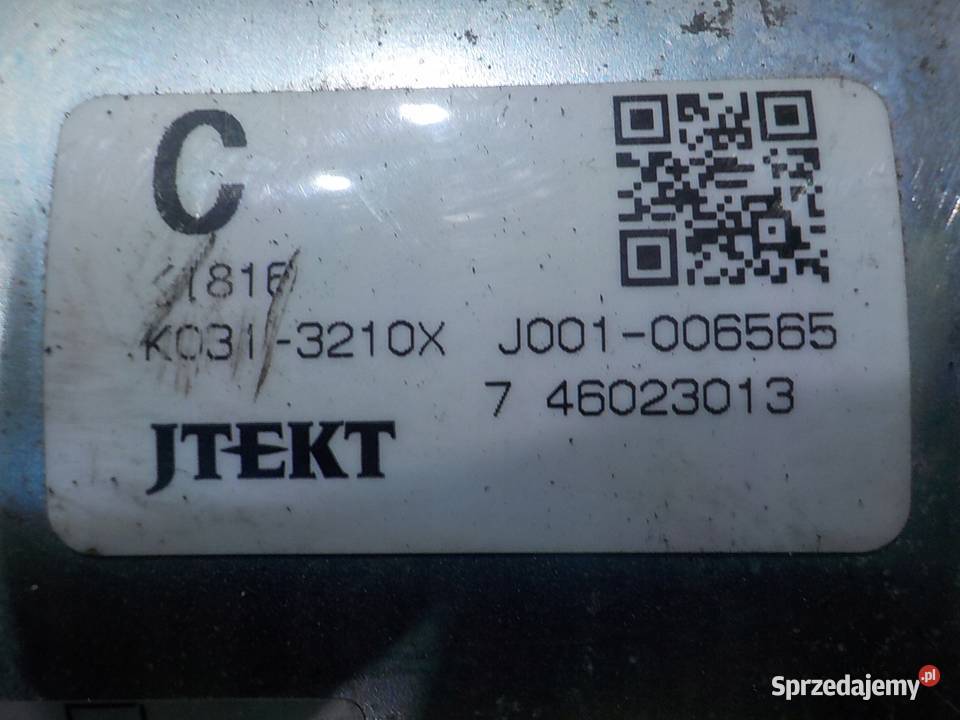 C
1816
K031-3210X J001-006565
7 46023013
JTEKT
Sprzedajemy.pl